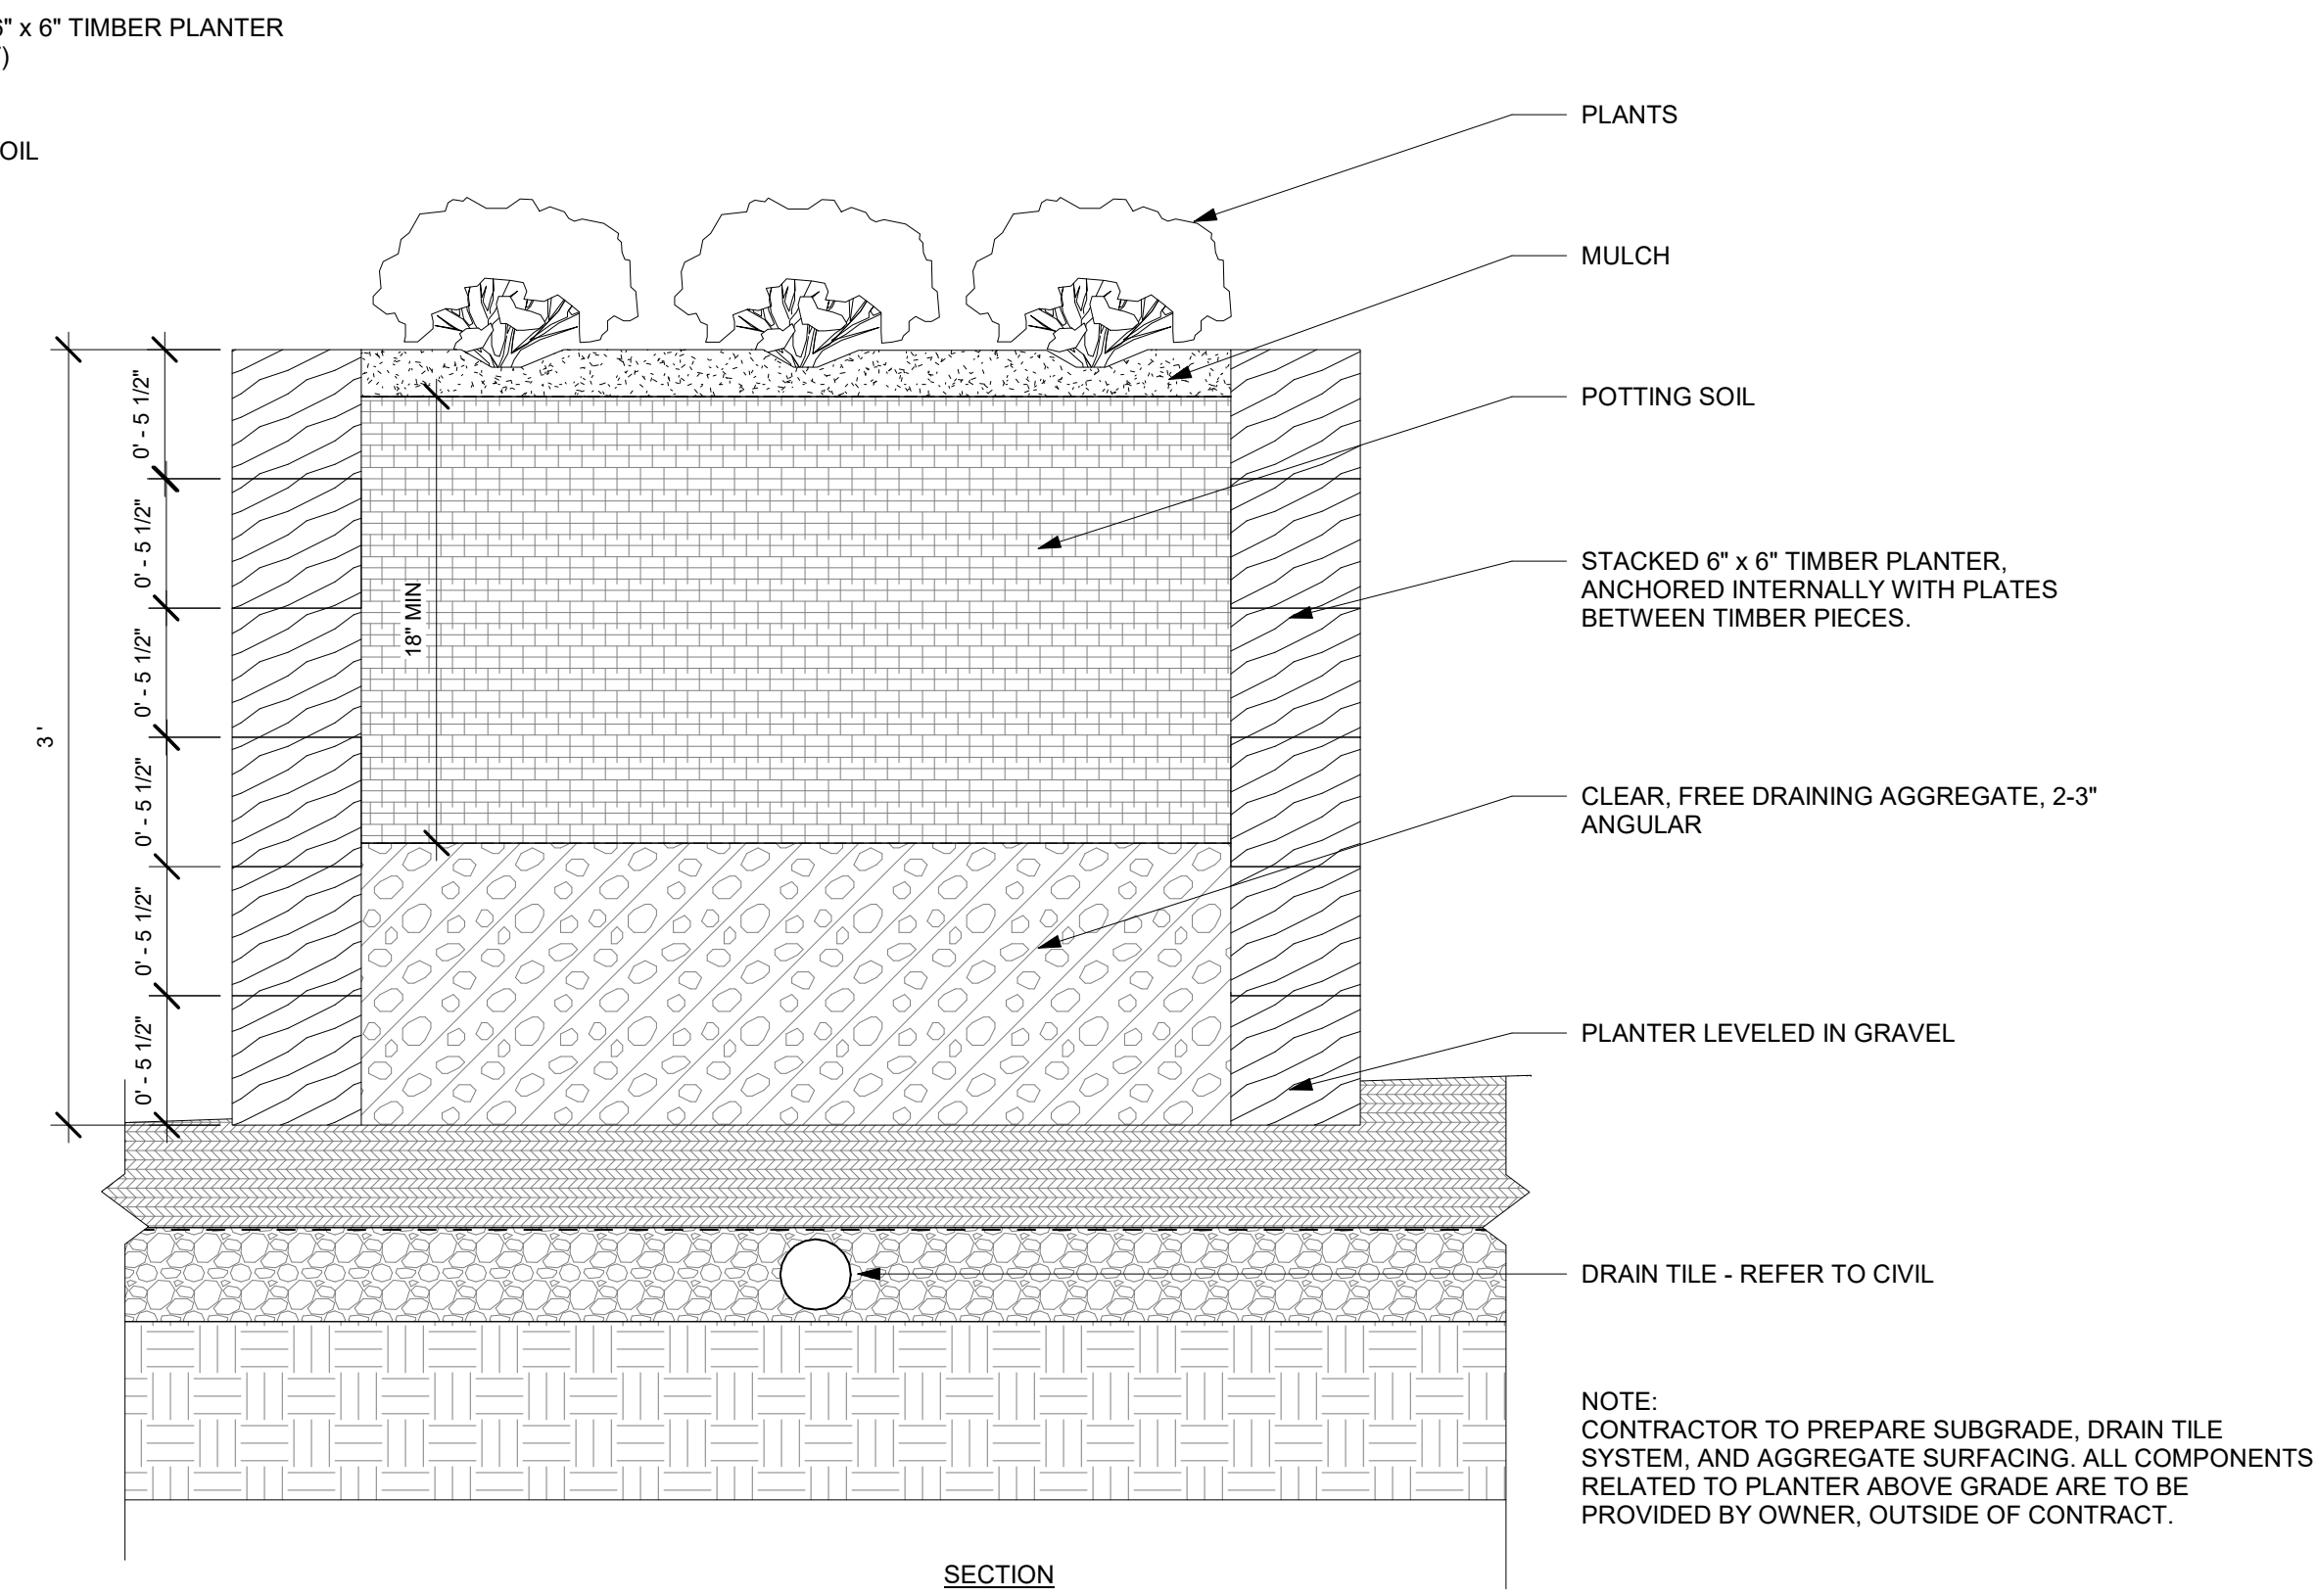 x 6" TIMBER PLANTER
PLANTS
MULCH
POTTING SOIL
STACKED 6" x 6" TIMBER PLANTER,
ANCHORED INTERNALLY WITH PLATES
BETWEEN TIMBER PIECES.
CLEAR, FREE DRAINING AGGREGATE, 2-3"
ANGULAR
PLANTER LEVELED IN GRAVEL
DRAIN TILE - REFER TO CIVIL
NOTE:
CONTRACTOR TO PREPARE SUBGRADE, DRAIN TILE
SYSTEM, AND AGGREGATE SURFACING. ALL COMPONENTS
RELATED TO PLANTER ABOVE GRADE ARE TO BE
PROVIDED BY OWNER, OUTSIDE OF CONTRACT.
3 '
0' - 5 1/2"
0' - 5 1/2"
0' - 5 1/2"
0' - 5 1/2"
0' - 5 1/2"
0' - 5 1/2"
18" MIN
SECTION